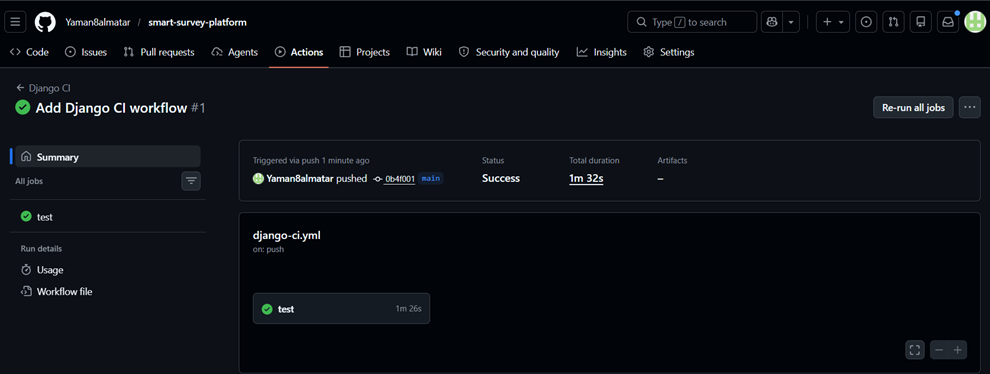 Yaman8almatar / smart-survey-platform
Type / to search
Code Issues Pull requests Agents Actions Projects Wiki Security and quality Insights Settings
← Django CI
Add Django CI workflow #1
Re-run all jobs
Summary
All jobs
test
Run details
Usage
Workflow file
Triggered via push 1 minute ago
Yaman8almatar pushed 0b4f001 main
Status
Success
Total duration
1m 32s
Artifacts
–
django-ci.yml
on: push
test 1m 26s